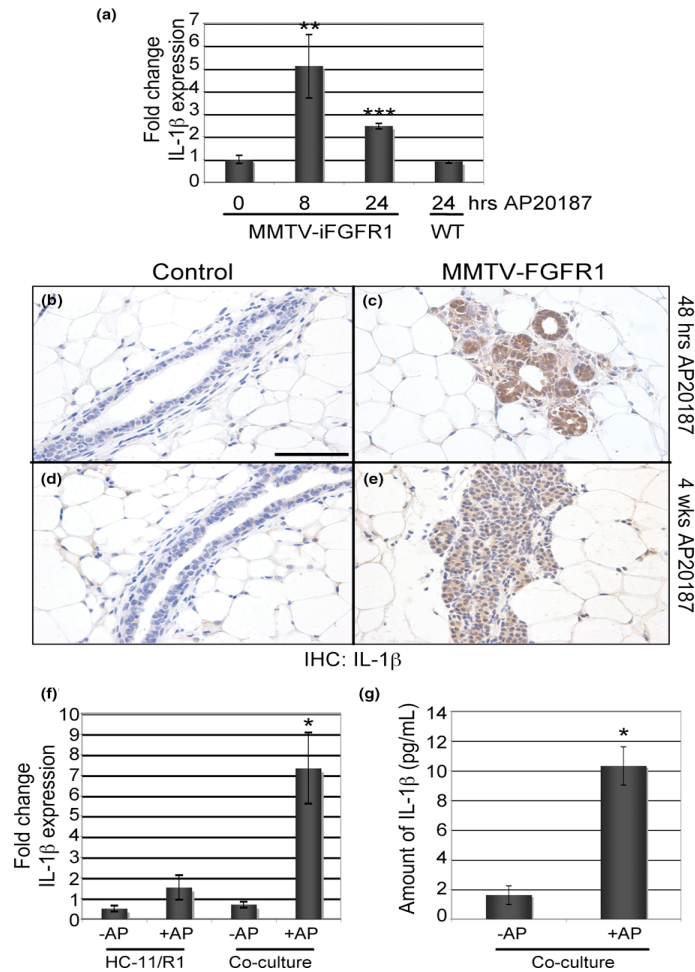 (a)
Fold change
IL-1β expression
7
6
5
4
3
2
1
0
**
***
0 8 24 24 hrs AP20187
MMTV-iFGFR1 WT
Control MMTV-FGFR1
(b) (c)
48 hrs AP20187
(d) (e)
4 wks AP20187
IHC: IL-1β
(f)
Fold change
IL-1β expression
10
9
8
7
6
5
4
3
2
1
0
*
-AP +AP -AP +AP
HC-11/R1 Co-culture
(g)
Amount of IL-1β (pg/mL)
14
12
10
8
6
4
2
0
*
-AP +AP
Co-culture